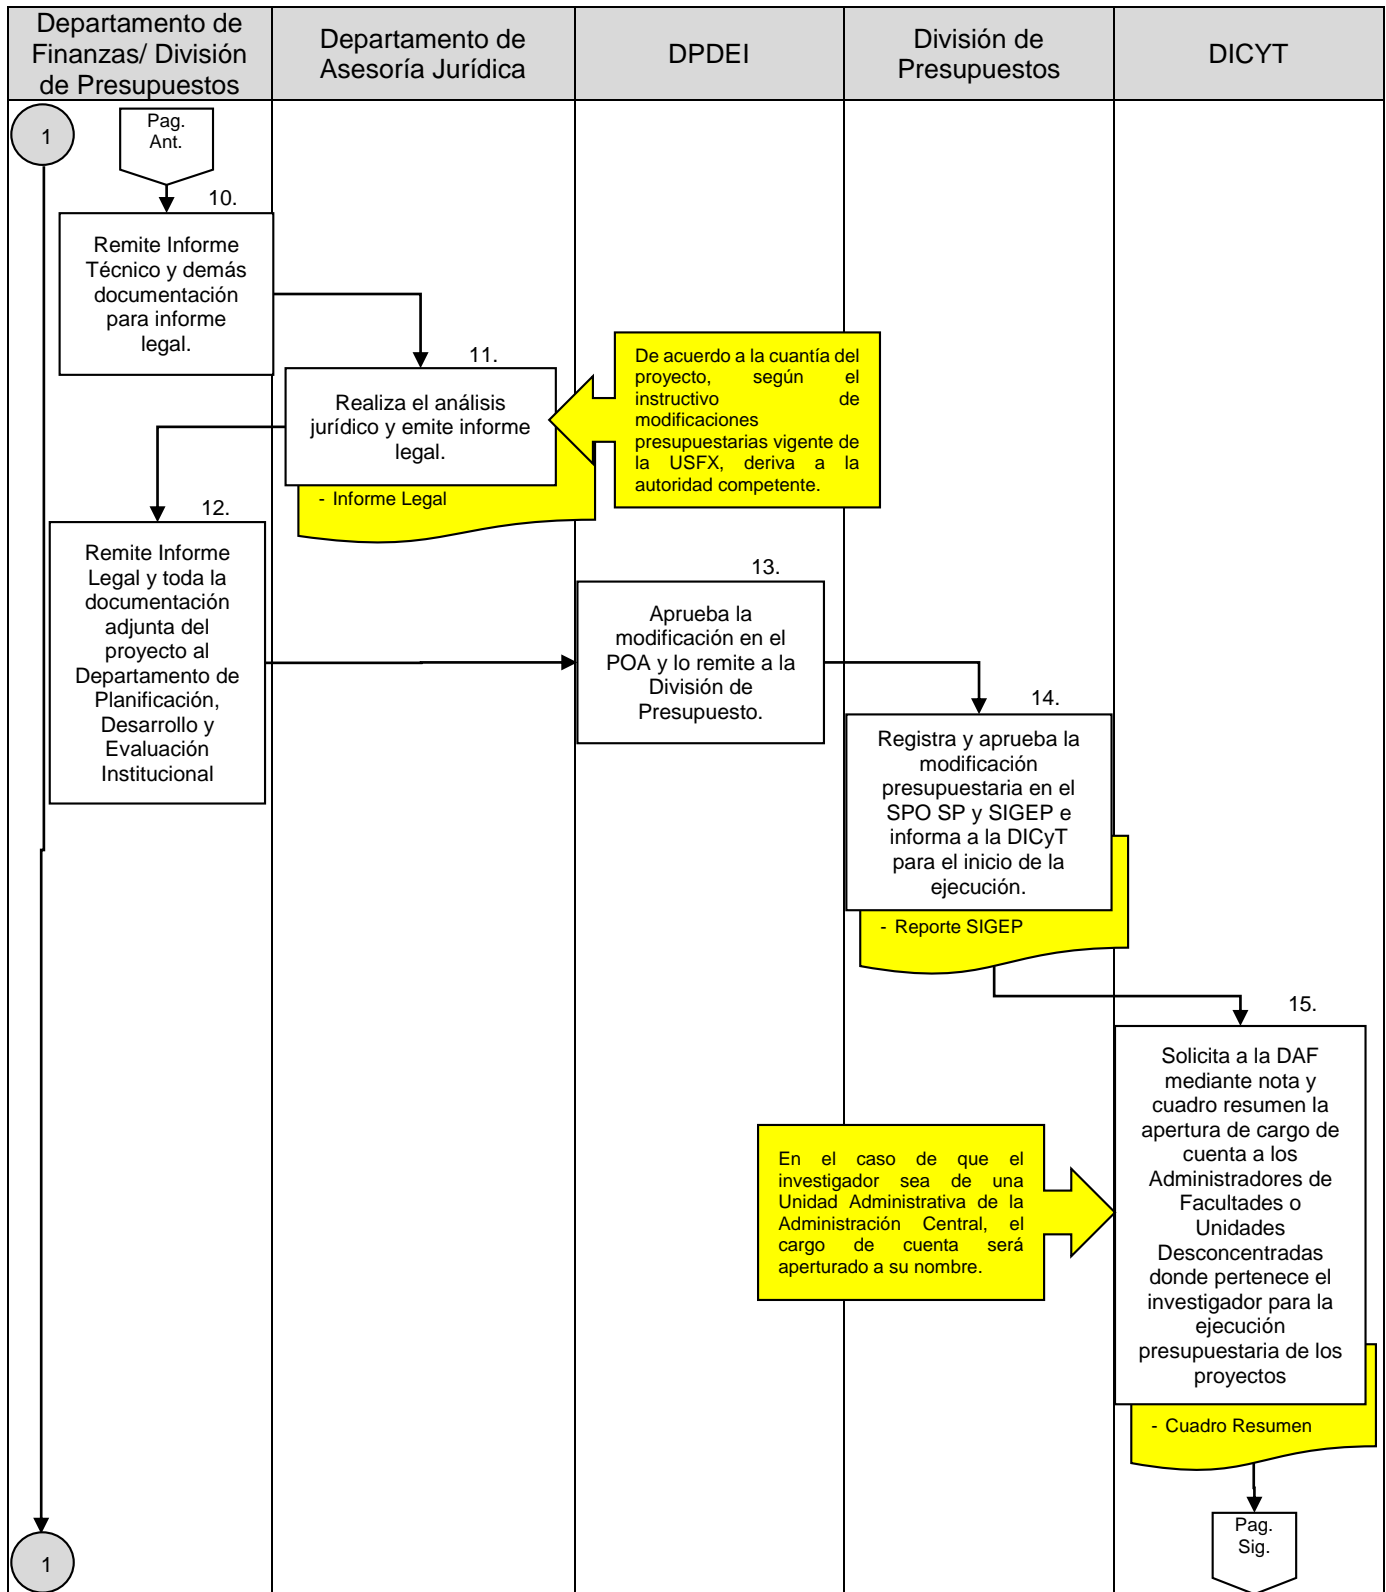 Departamento de
Finanzas/ División
de Presupuestos
Departamento de
Asesoría Jurídica
DPDEI
División de
Presupuestos
DICYT
1
Pag.
Ant.
10.
Remite Informe
Técnico y demás
documentación
para informe
legal.
11.
Realiza el análisis
jurídico y emite informe
legal.
- Informe Legal
De acuerdo a la cuantía del
proyecto, según el
instructivo de
modificaciones
presupuestarias vigente de
la USFX, deriva a la
autoridad competente.
12.
Remite Informe
Legal y toda la
documentación
adjunta del
proyecto al
Departamento de
Planificación,
Desarrollo y
Evaluación
Institucional
13.
Aprueba la
modificación en el
POA y lo remite a la
División de
Presupuesto.
14.
Registra y aprueba la
modificación
presupuestaria en el
SPO SP y SIGEP e
informa a la DICyT
para el inicio de la
ejecución.
- Reporte SIGEP
15.
Solicita a la DAF
mediante nota y
cuadro resumen la
apertura de cargo de
cuenta a los
Administradores de
Facultades o
Unidades
Desconcentradas
donde pertenece el
investigador para la
ejecución
presupuestaria de los
proyectos
- Cuadro Resumen
En el caso de que el
investigador sea de una
Unidad Administrativa de la
Administración Central, el
cargo de cuenta será
aperturado a su nombre.
Pag.
Sig.
1